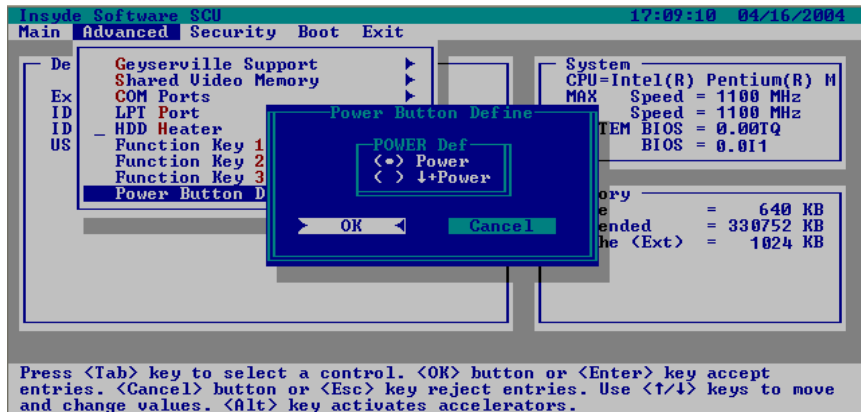 Insyde Software SCU 17:09:10 04/16/2004
Main Advanced Security Boot Exit
De
Geyserville Support ►
Shared Video Memory ►
Ex COM Ports ►
ID LPT Port
ID _ HDD Heater
US Function Key 1
Function Key 2
Function Key 3
Power Button D
Power Button Define
POWER Def
(•) Power
( ) ↓+Power
OK
Cancel
System
CPU=Intel(R) Pentium(R) M
MAX Speed = 1100 MHz
Speed = 1100 MHz
TEM BIOS = 0.00TQ
BIOS = 0.0I1
ory
e = 640 KB
ended = 330752 KB
he (Ext) = 1024 KB
Press <Tab> key to select a control. <OK> button or <Enter> key accept
entries. <Cancel> button or <Esc> key reject entries. Use <↑/↓> keys to move
and change values. <Alt> key activates accelerators.